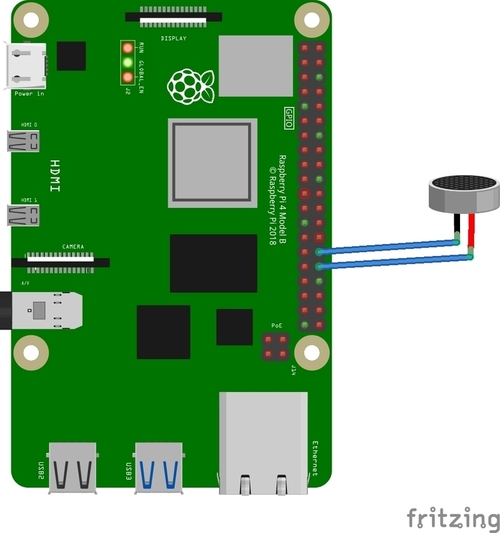 DISPLAY
RUN
GLOBAL_EN
J2
Power in
GPIO
HDMI 0
HDMI
HDMI 1
Raspberry Pi 4 Model B
© Raspberry Pi 2018
CAMERA
A/V
PoE
J14
USB2
USB3
Ethernet
fritzing